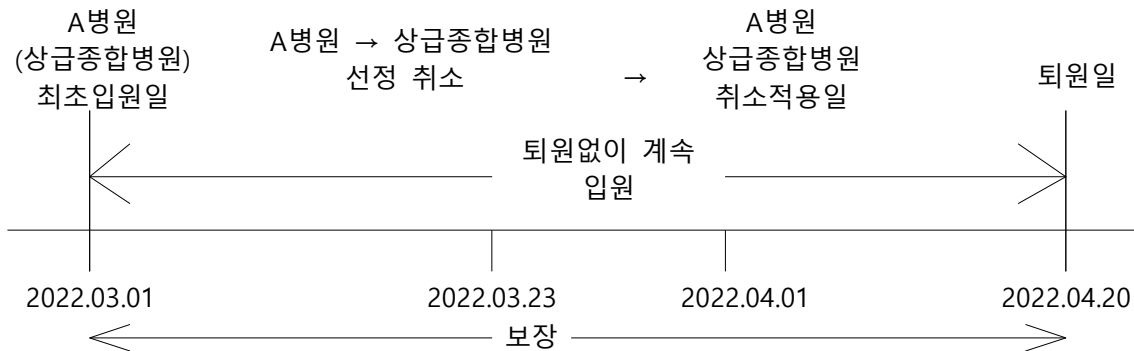 A병원
(상급종합병원)
최초입원일
A병원 → 상급종합병원
선정 취소
→
A병원
상급종합병원
취소적용일
퇴원일
퇴원없이 계속
입원
2022.03.01
2022.03.23
2022.04.01
2022.04.20
보장